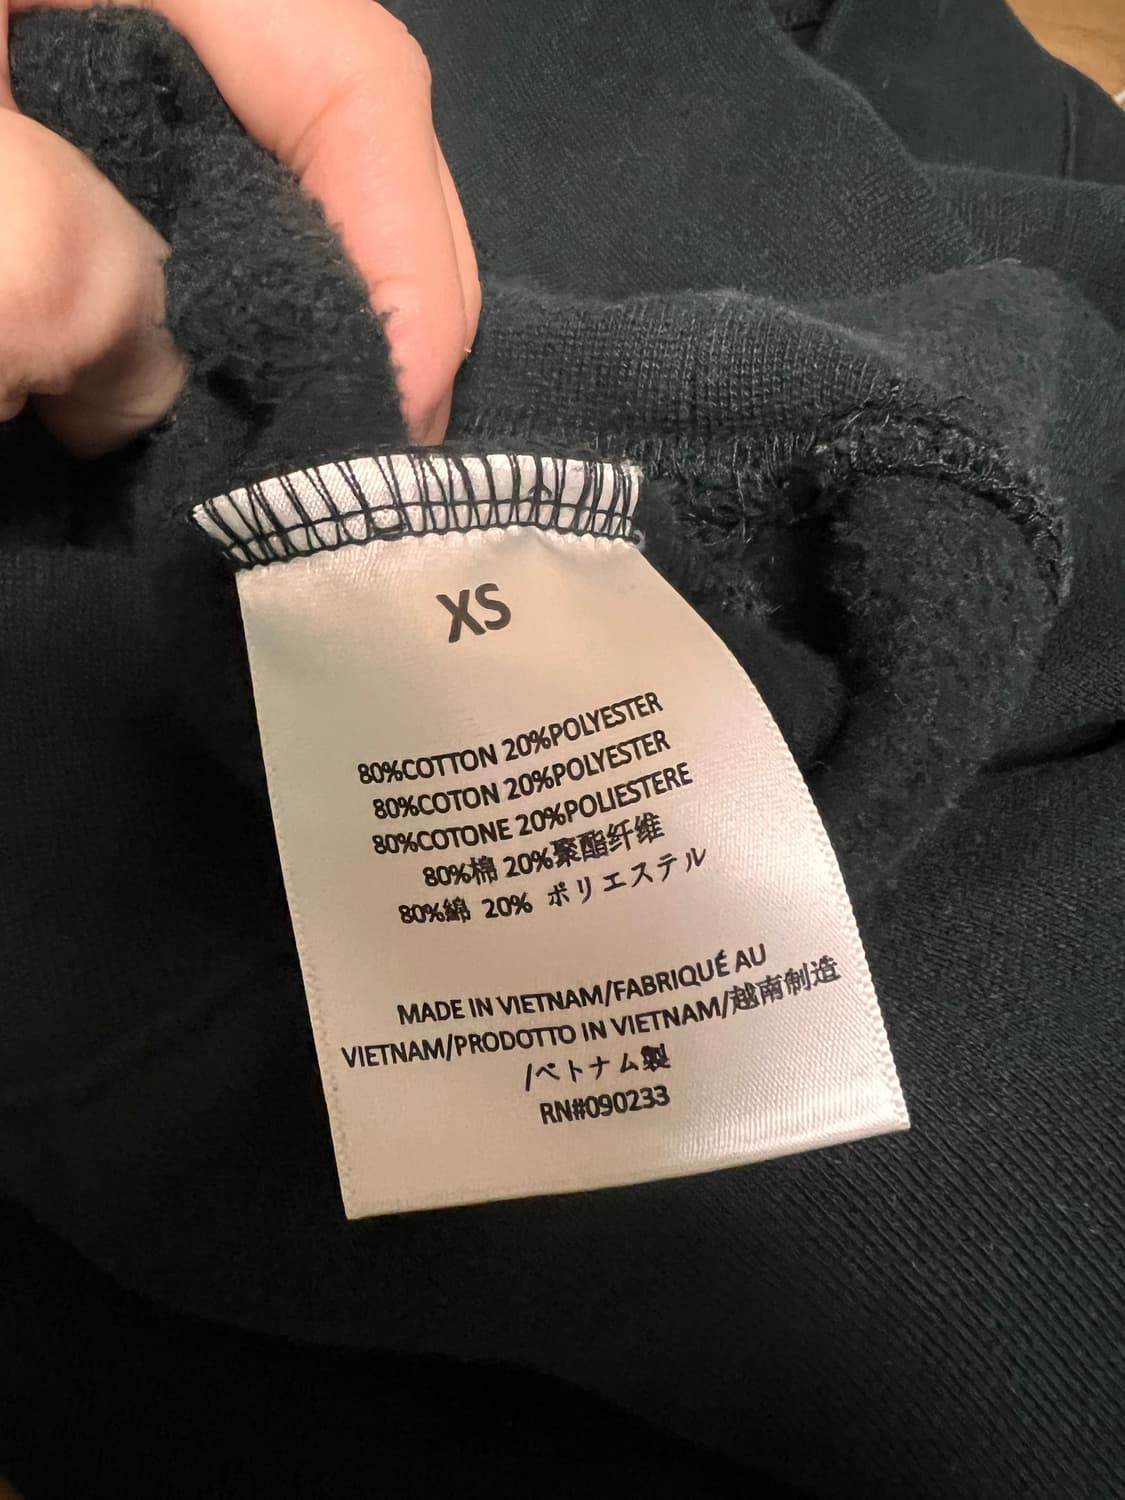 XS
80%COTTON 20%POLYESTER
80%COTON 20%POLYESTER
80%COTONE 20%POLIESTERE
80%棉 20%聚酯纤维
80%綿 20% ポリエステル
MADE IN VIETNAM/FABRIQUÉ AU
VIETNAM/PRODOTTO IN VIETNAM/越南制造
/ベトナム製
RN#090233